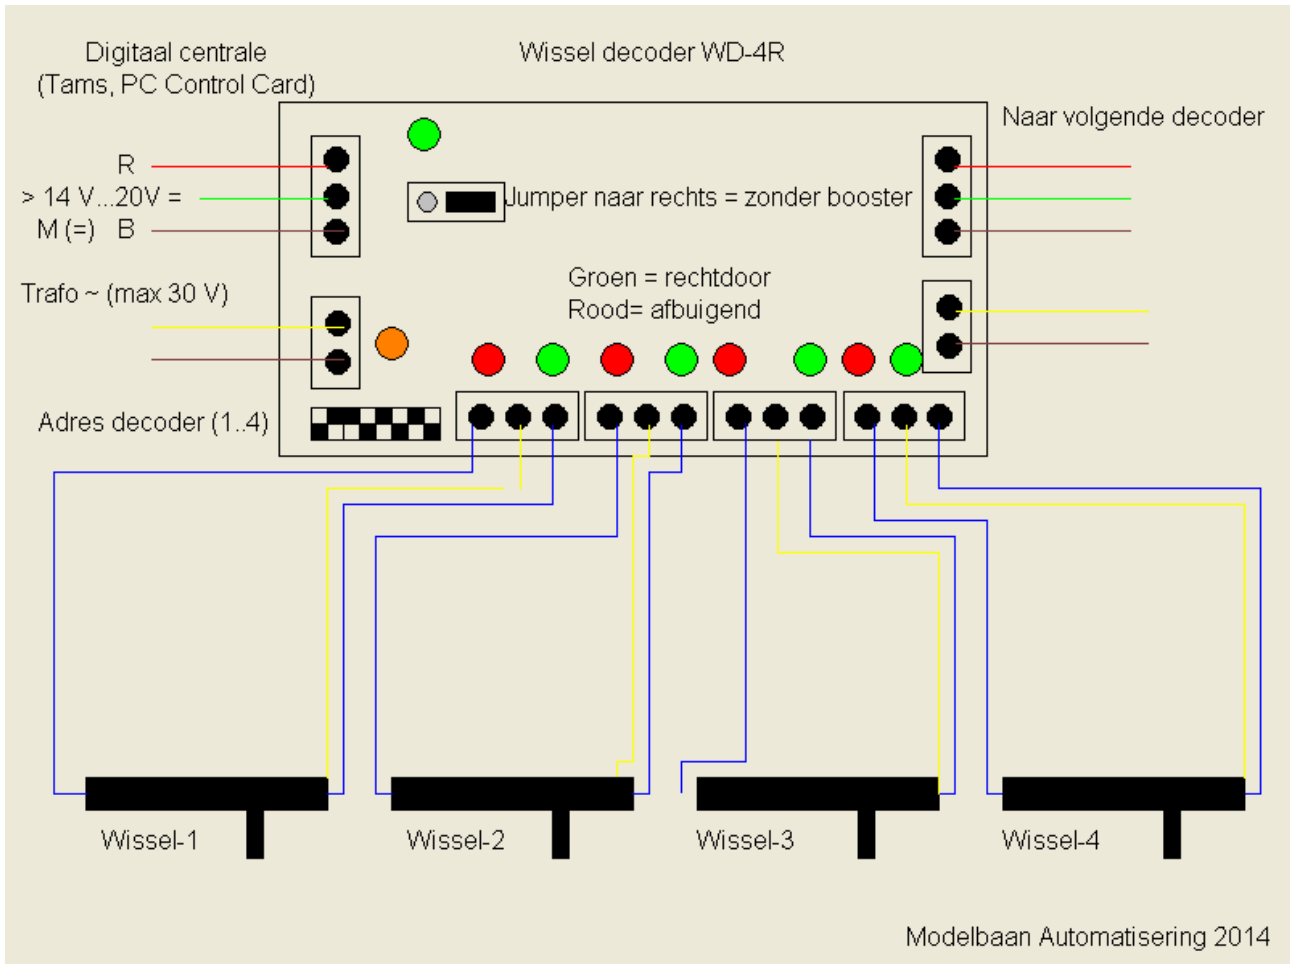 Digitaal centrale
(Tams, PC Control Card)
Wissel decoder WD-4R
Naar volgende decoder
R
> 14 V...20V =
M (=) B
Jumper naar rechts = zonder booster
Groen = rechtdoor
Rood= afbuigend
Trafo ~ (max 30 V)
Adres decoder (1..4)
Wissel-1
Wissel-2
Wissel-3
Wissel-4
Modelbaan Automatisering 2014